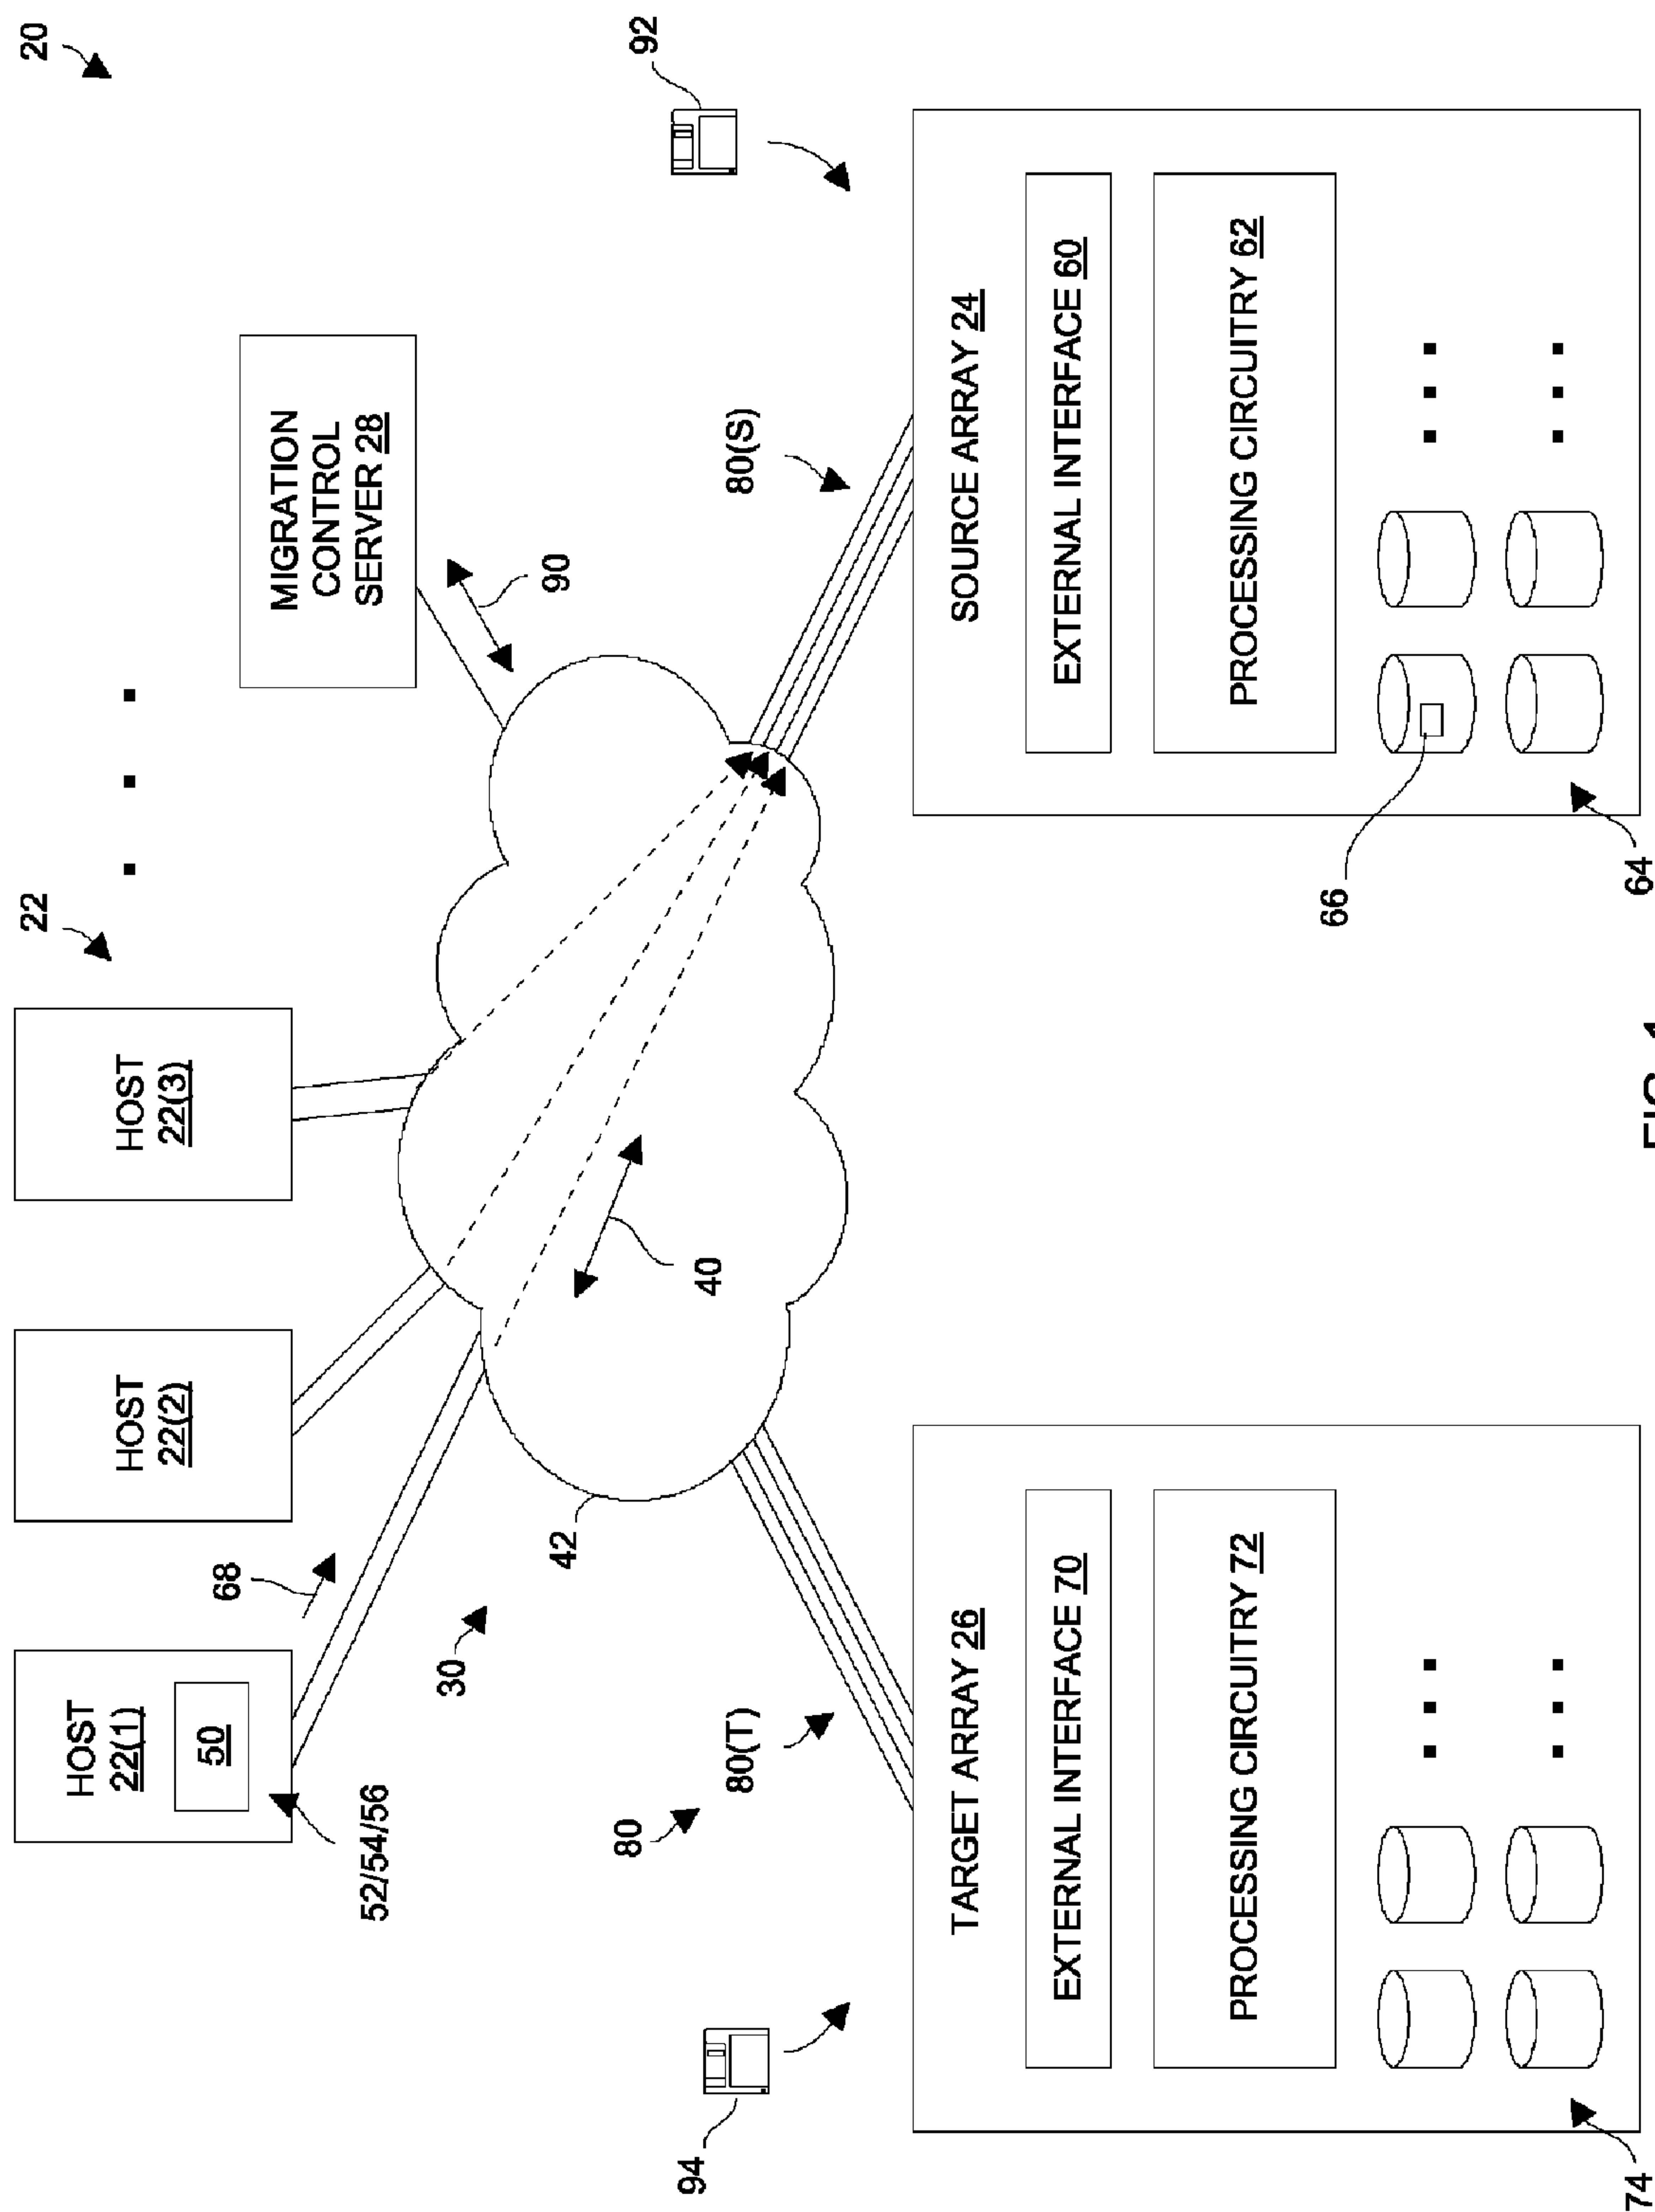 20
22
HOST
22(1)
50
52/54/56
HOST
22(2)
HOST
22(3)
68
MIGRATION
CONTROL
SERVER 28
90
30
42
40
80
80(T)
80(S)
92
94
TARGET ARRAY 26
EXTERNAL INTERFACE 70
PROCESSING CIRCUITRY 72
74
SOURCE ARRAY 24
EXTERNAL INTERFACE 60
PROCESSING CIRCUITRY 62
66
64